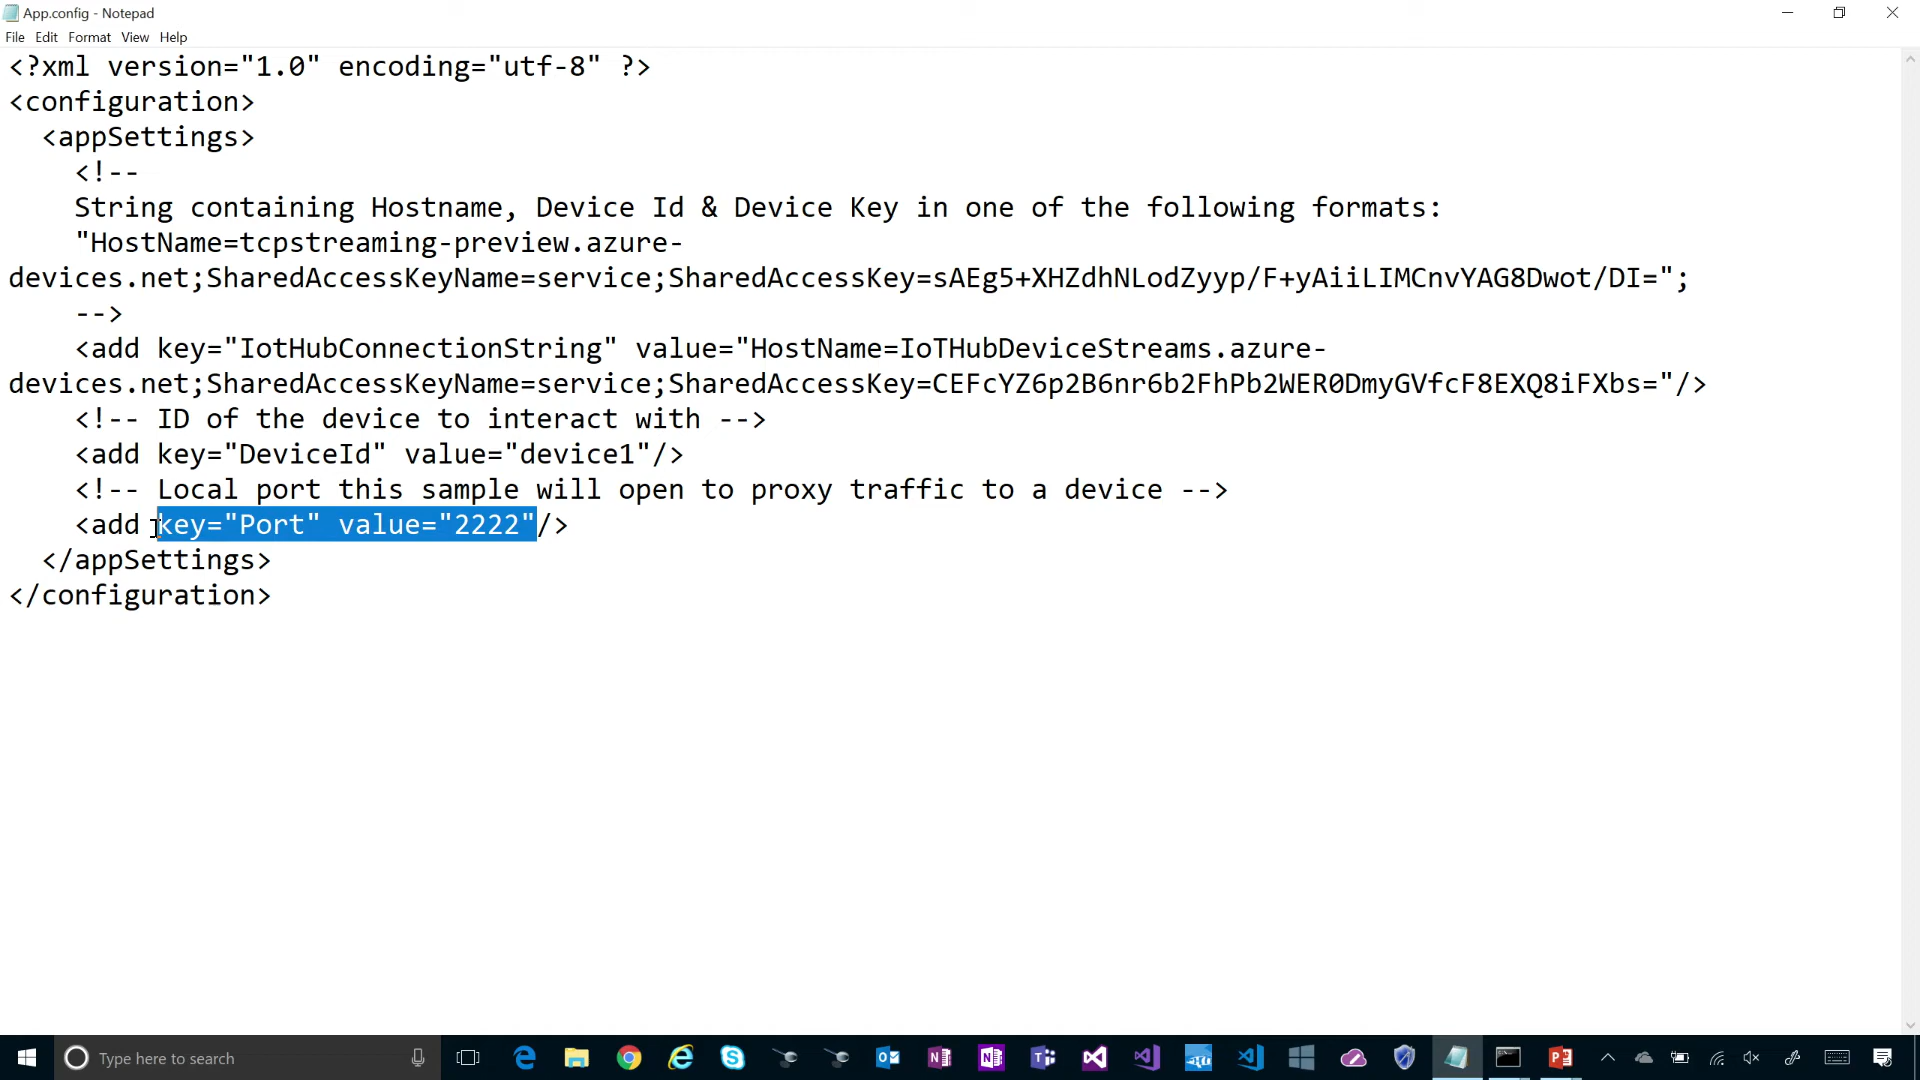 App.config - Notepad
File Edit Format View Help
<?xml version="1.0" encoding="utf-8" ?>
<configuration>
  <appSettings>
    <!--
    String containing Hostname, Device Id & Device Key in one of the following formats:
    "HostName=tcpstreaming-preview.azure-
devices.net;SharedAccessKeyName=service;SharedAccessKey=sAEg5+XHZdhNLodZyyp/F+yAiiLIMCnvYAG8Dwot/DI=";
    -->
    <add key="IotHubConnectionString" value="HostName=IoTHubDeviceStreams.azure-
devices.net;SharedAccessKeyName=service;SharedAccessKey=CEFcYZ6p2B6nr6b2FhPb2WER0DmyGVfcF8EXQ8iFXbs="/>
    <!-- ID of the device to interact with -->
    <add key="DeviceId" value="device1"/>
    <!-- Local port this sample will open to proxy traffic to a device -->
    <add key="Port" value="2222"/>
  </appSettings>
</configuration>
Type here to search